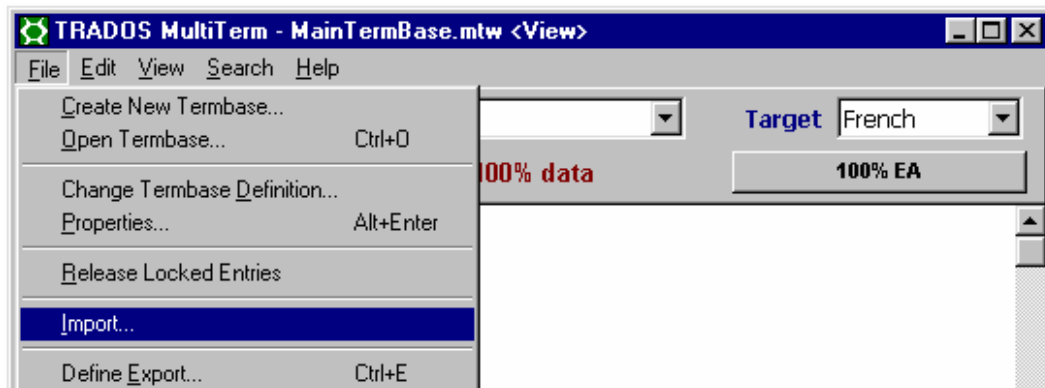 TRADOS MultiTerm - MainTermBase.mtw <View>
File Edit View Search Help
Create New Termbase...
Open Termbase... Ctrl+O
Target French
100% data
100% EA
Change Termbase Definition...
Properties... Alt+Enter
Release Locked Entries
Import...
Define Export... Ctrl+E